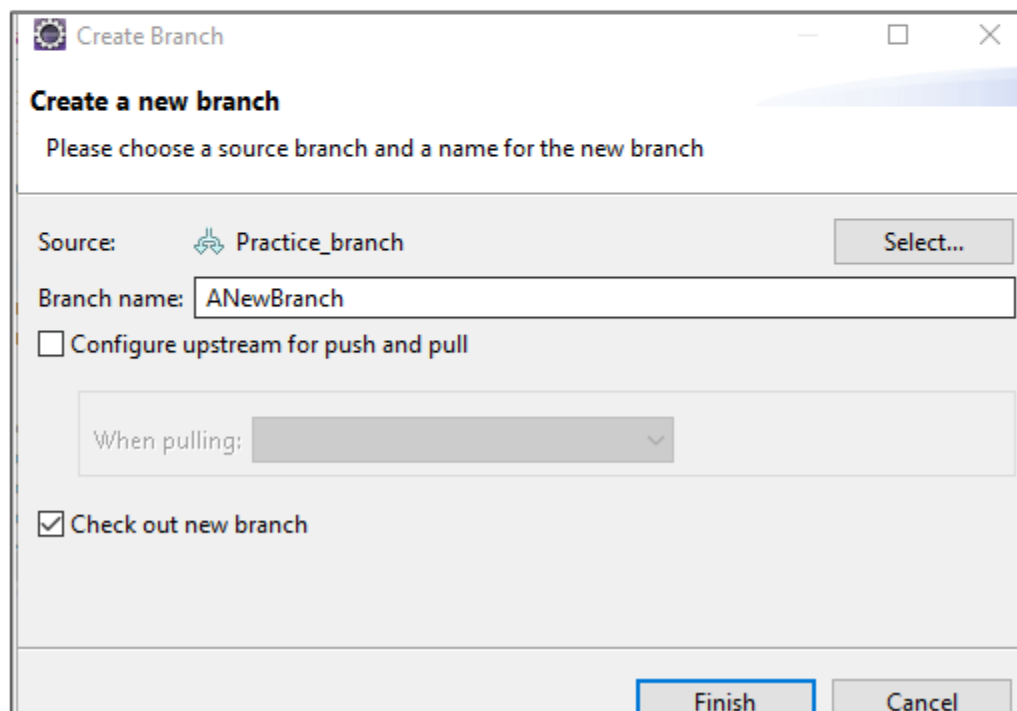 Create Branch
Create a new branch
Please choose a source branch and a name for the new branch
Source: Practice_branch Select...
Branch name: ANewBranch
Configure upstream for push and pull
When pulling:
Check out new branch
Finish Cancel